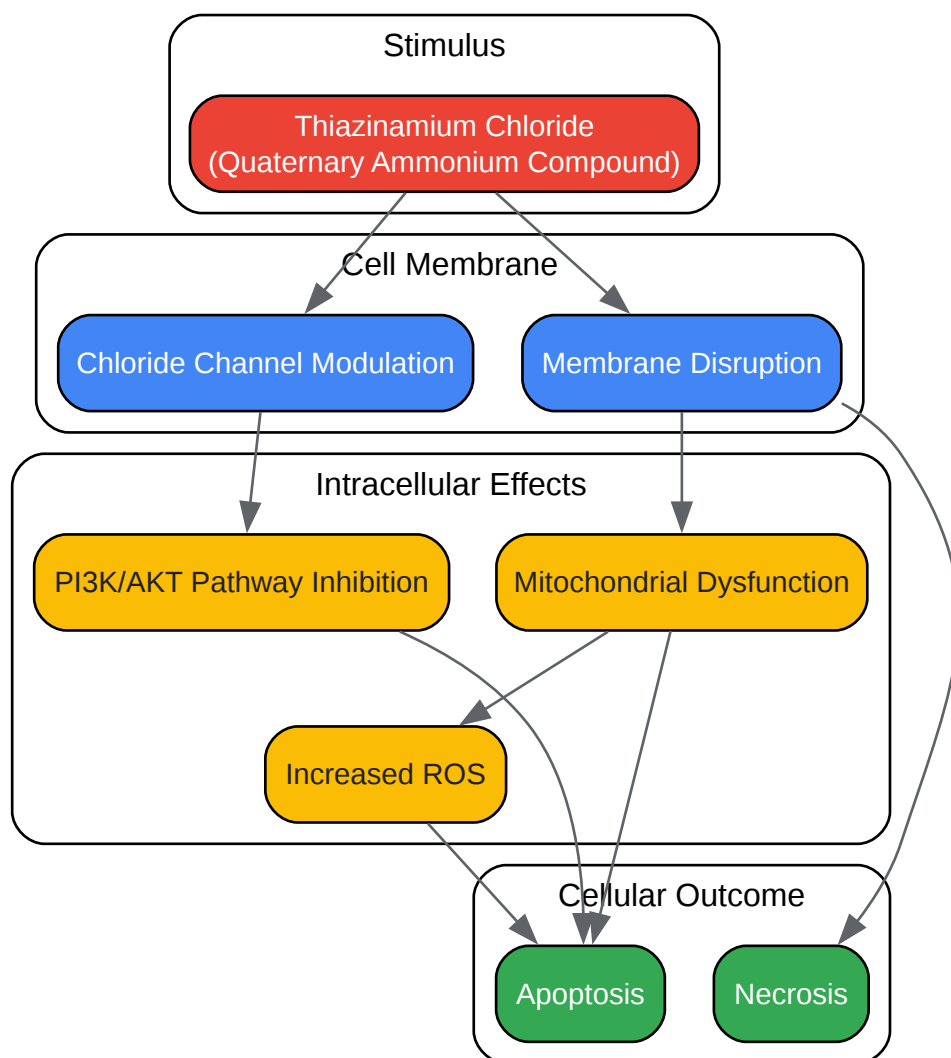 Stimulus
Thiazinamium Chloride
(Quaternary Ammonium Compound)
Cell Membrane
Chloride Channel Modulation
Membrane Disruption
Intracellular Effects
PI3K/AKT Pathway Inhibition
Mitochondrial Dysfunction
Increased ROS
Cellular Outcome
Apoptosis
Necrosis